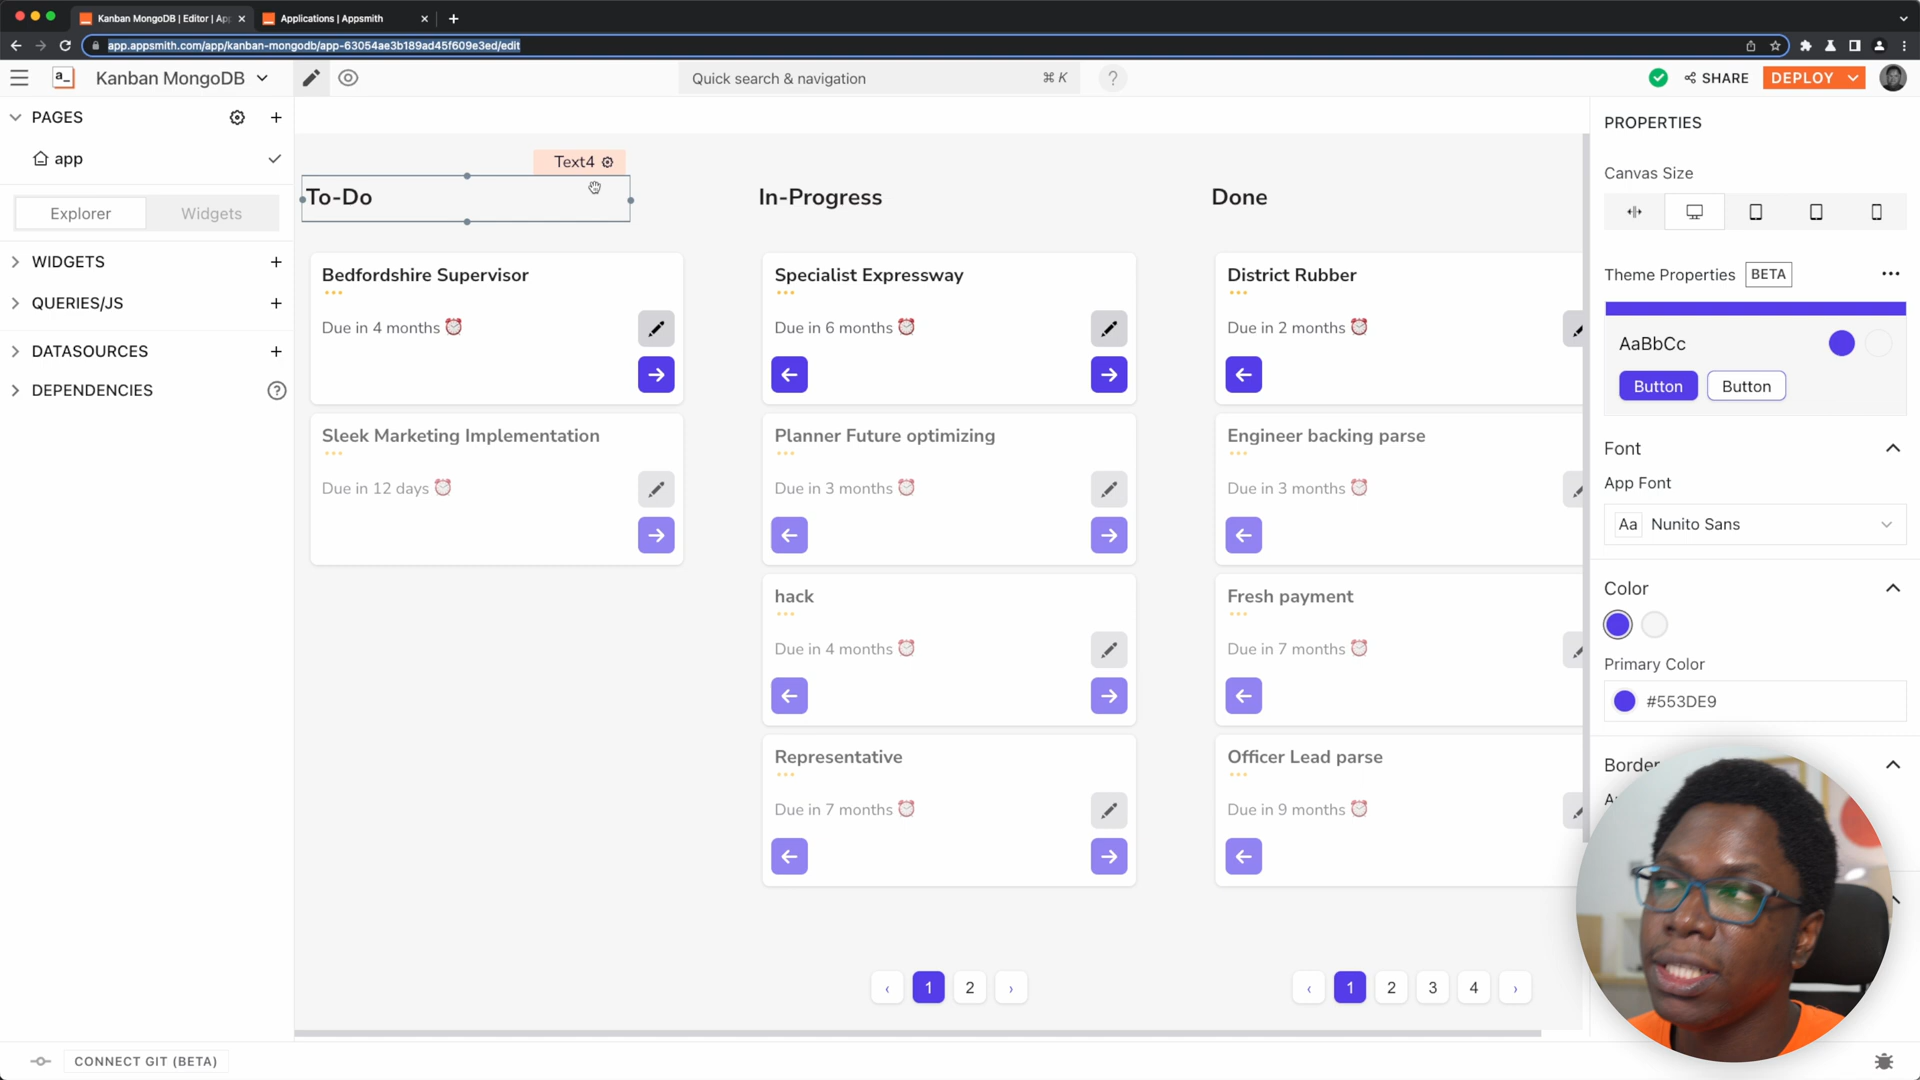 Kanban MongoDB | Editor | Ap
Applications | Appsmith
app.appsmith.com/app/kanban-mongodb/app-63054ae3b189ad45f609e3ed/edit
a_
Kanban MongoDB
Quick search & navigation
⌘ K
?
SHARE
DEPLOY
PAGES
app
Explorer
Widgets
WIDGETS
QUERIES/JS
DATASOURCES
DEPENDENCIES
?
CONNECT GIT (BETA)
Text4
To-Do
Bedfordshire Supervisor
Due in 4 months ⏰
Sleek Marketing Implementation
Due in 12 days ⏰
In-Progress
Specialist Expressway
Due in 6 months ⏰
Planner Future optimizing
Due in 3 months ⏰
hack
Due in 4 months ⏰
Representative
Due in 7 months ⏰
‹ 1 2 ›
Done
District Rubber
Due in 2 months ⏰
Engineer backing parse
Due in 3 months ⏰
Fresh payment
Due in 7 months ⏰
Officer Lead parse
Due in 9 months ⏰
‹ 1 2 3 4 ›
PROPERTIES
Canvas Size
Theme Properties BETA
AaBbCc
Button
Button
Font
App Font
Aa Nunito Sans
Color
Primary Color
#553DE9
Border